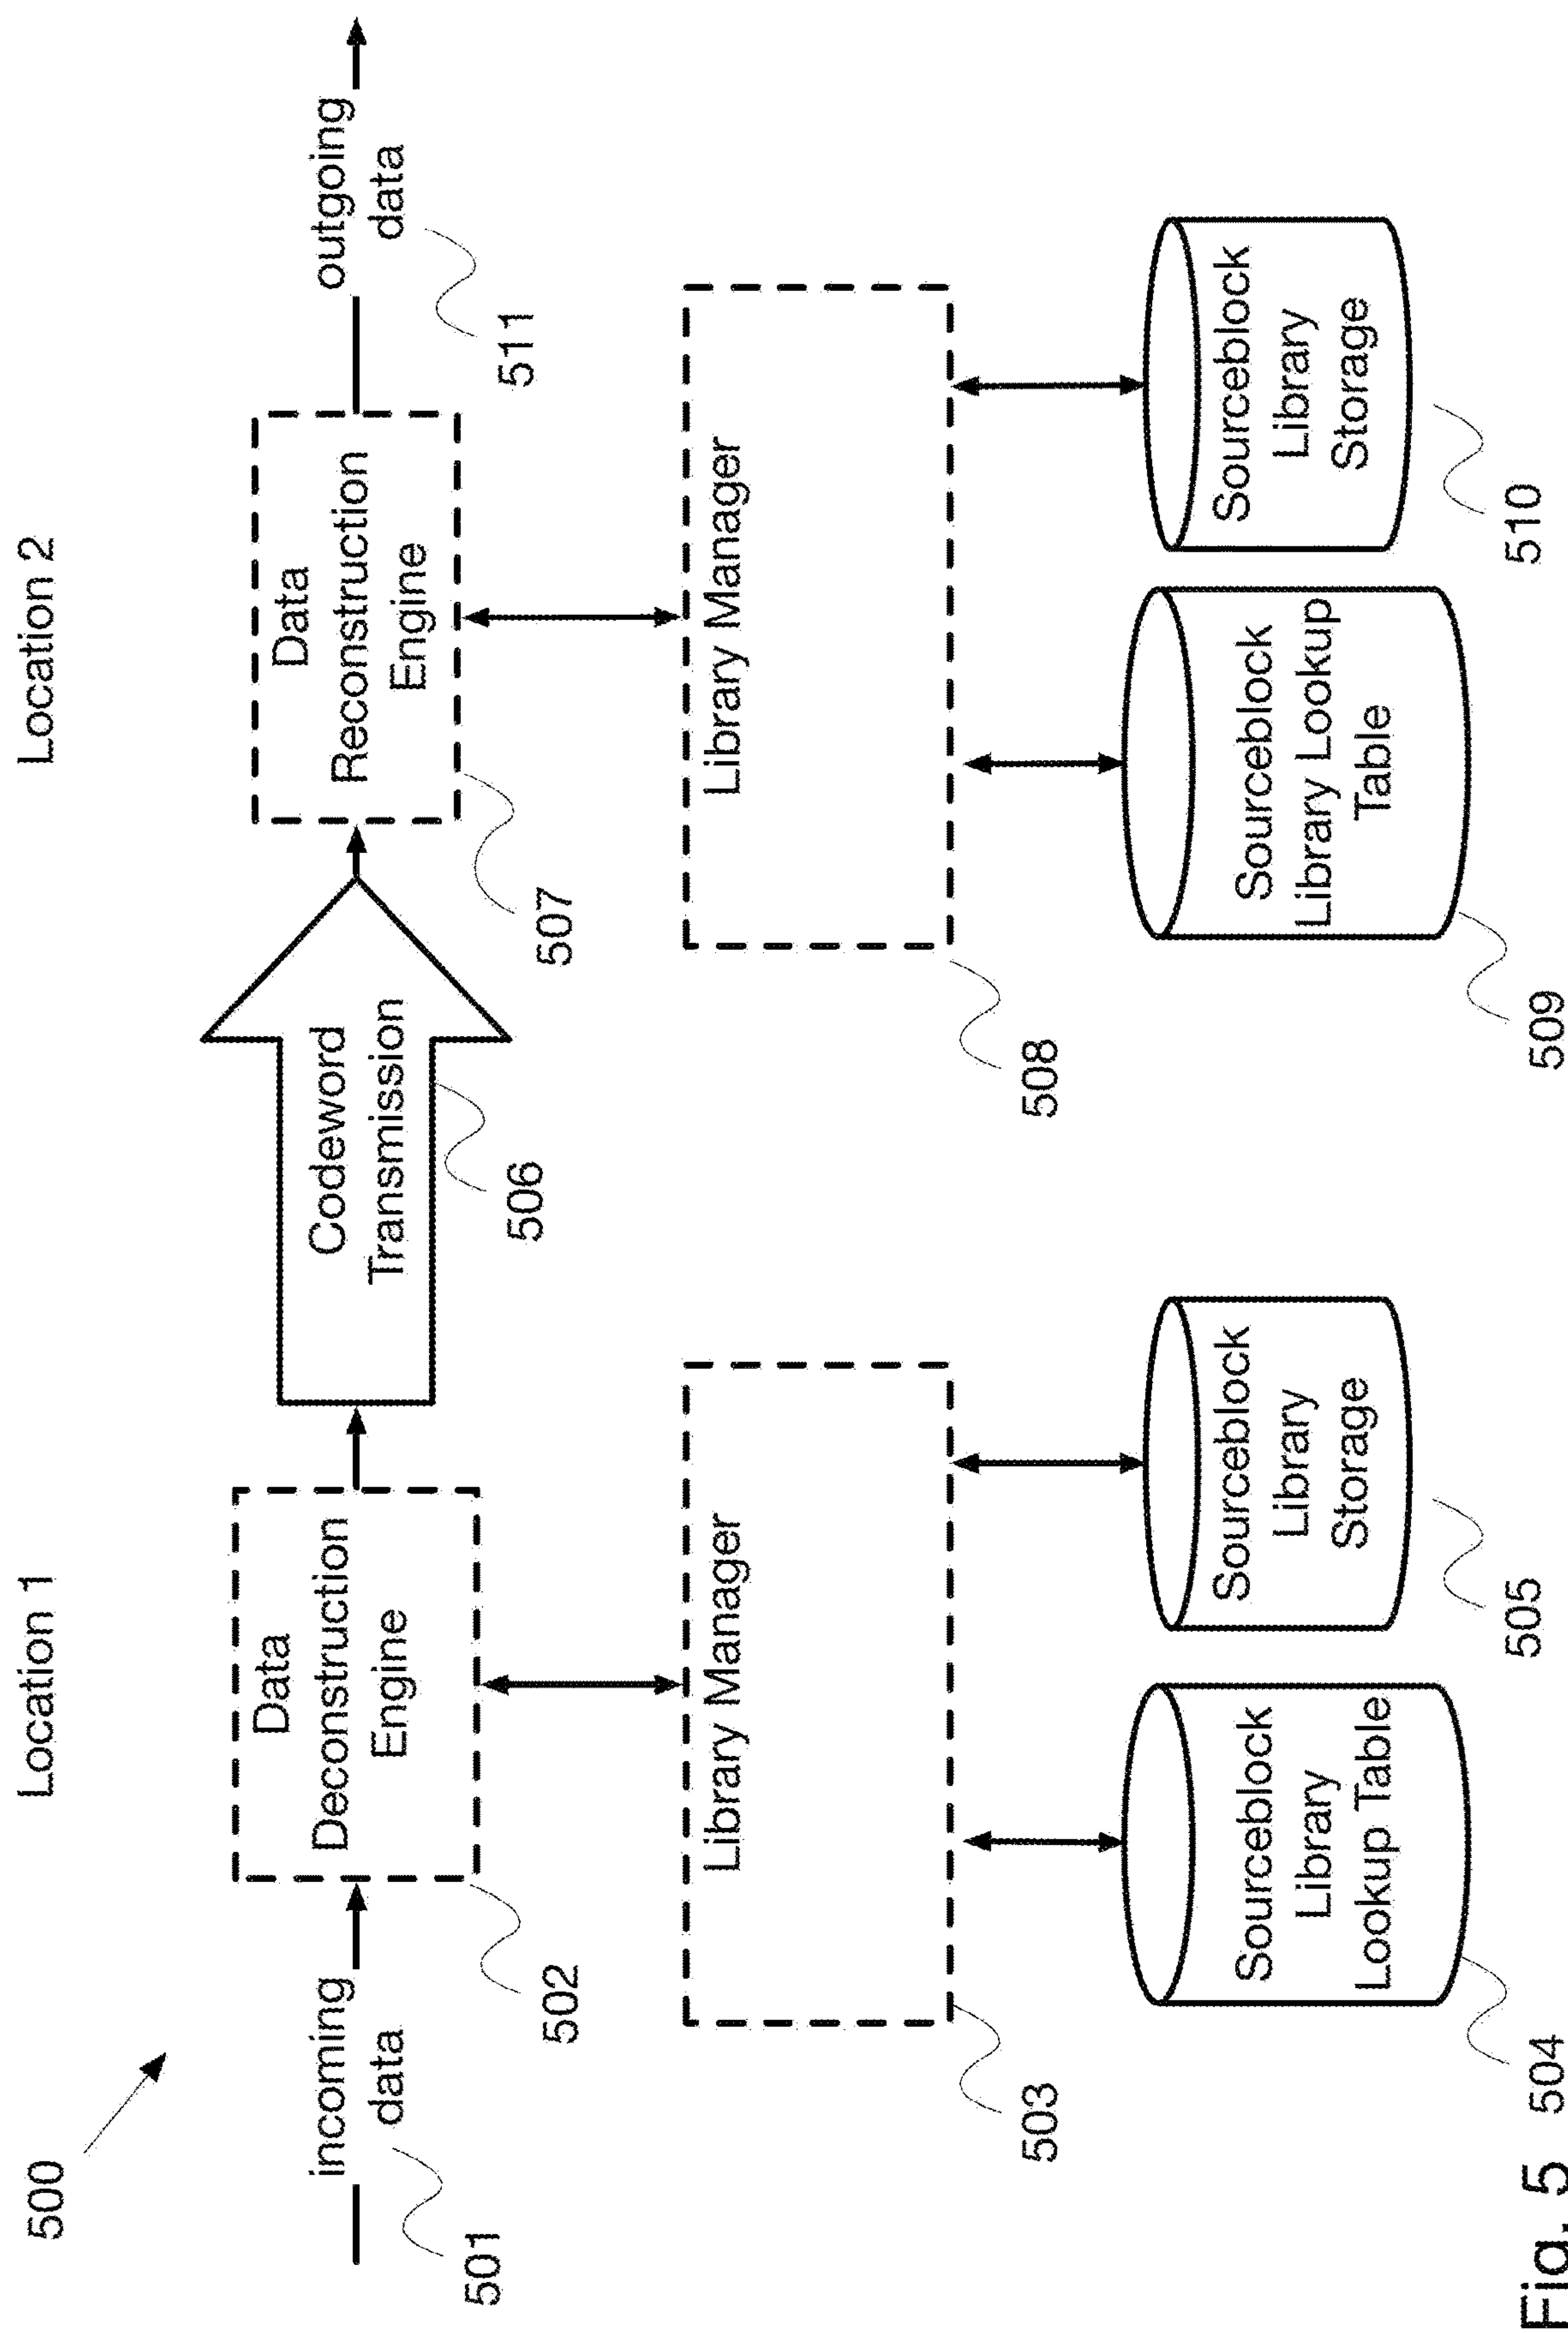 500
Location 1
Location 2
incoming
data
501
Data
Deconstruction
Engine
502
Codeword
Transmission
506
Data
Reconstruction
Engine
507
outgoing
data
511
Library Manager
503
Library Manager
508
Sourceblock
Library
Lookup Table
504
Sourceblock
Library
Storage
505
Sourceblock
Library Lookup
Table
509
Sourceblock
Library
Storage
510
Fig. 5